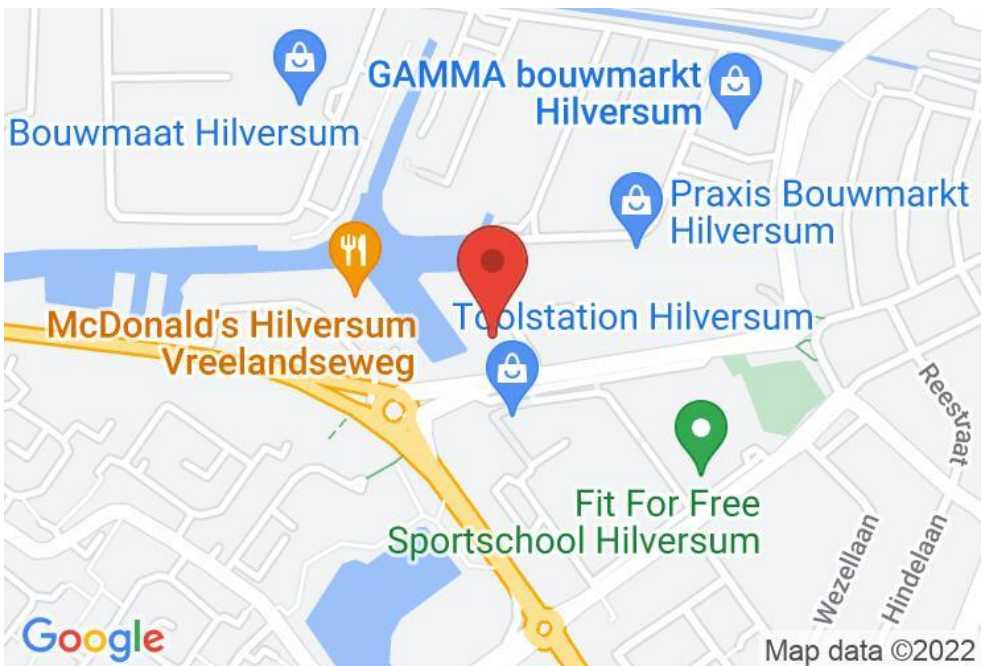 GAMMA bouwmarkt
Hilversum
Bouwmaat Hilversum
Praxis Bouwmarkt
Hilversum
McDonald's Hilversum
Vreelandseweg
Toolstation Hilversum
Reestraat
Fit For Free
Sportschool Hilversum
Wezellaan
Hindelaan
Google
Map data ©2022